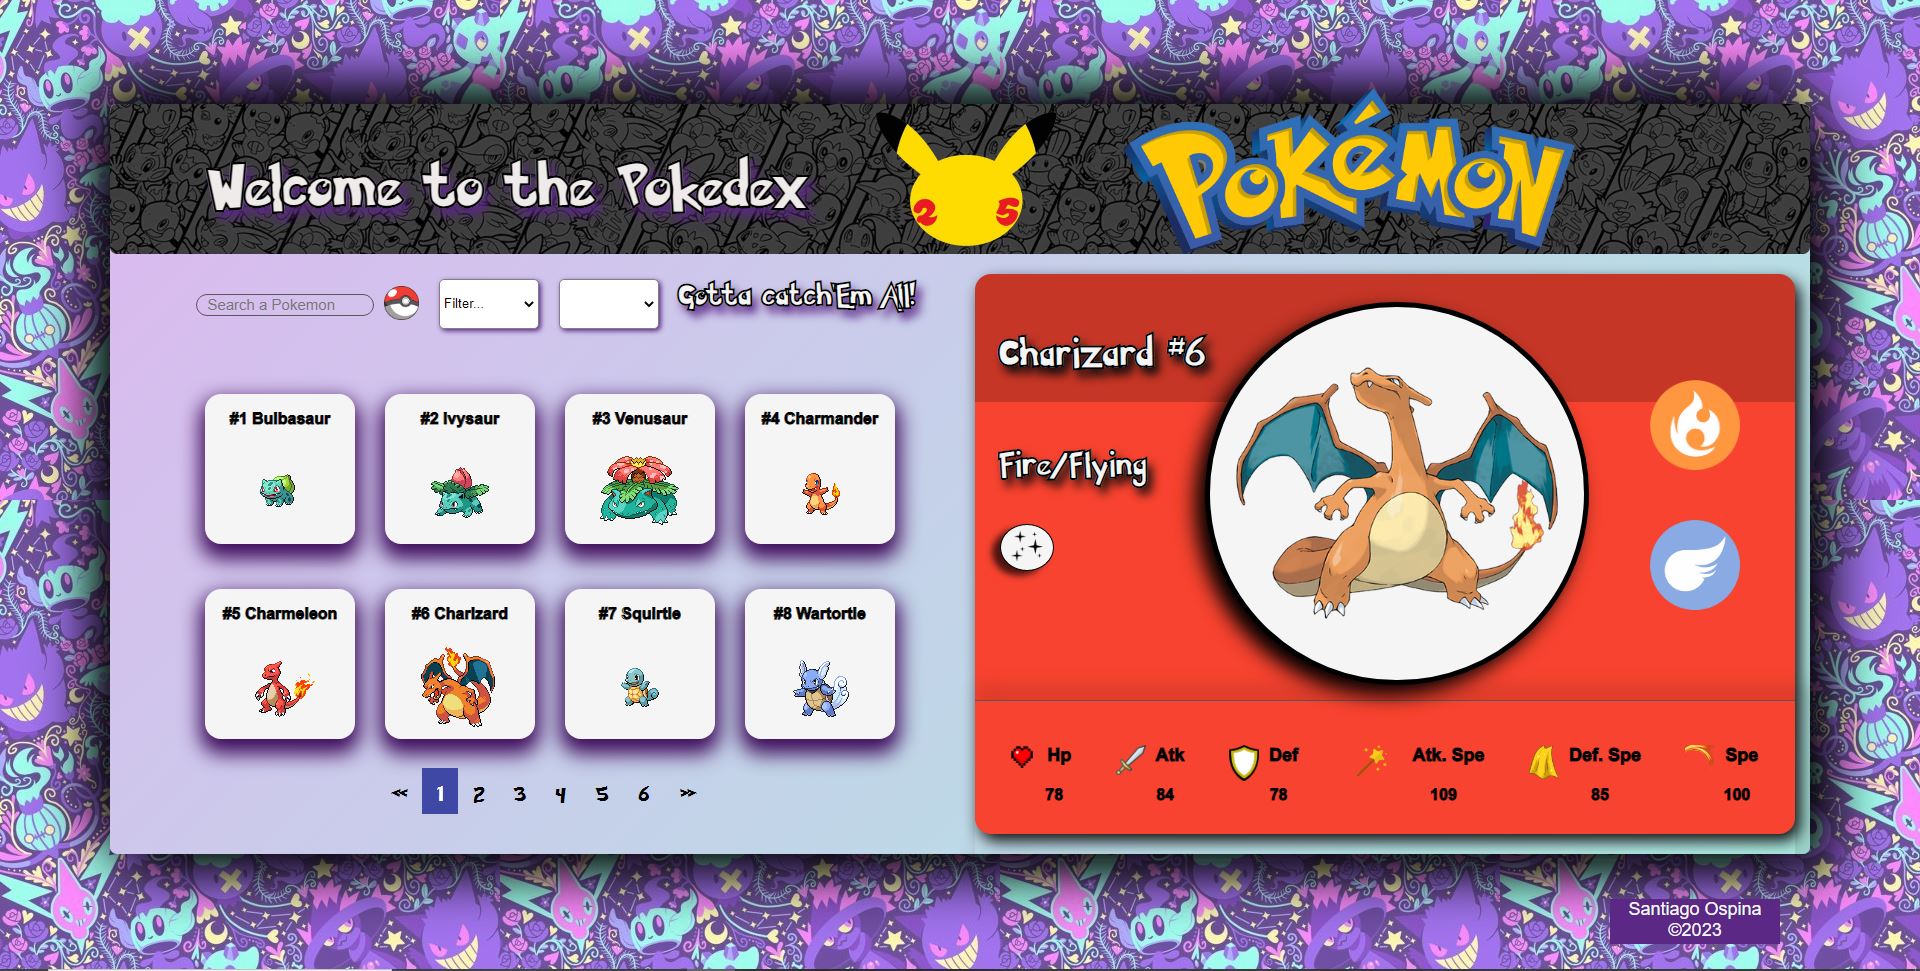 Welcome to the Pokedex
2 5
POKéMON
Search a Pokemon
Filter...
Gotta catch'Em All!
#1 Bulbasaur
#2 Ivysaur
#3 Venusaur
#4 Charmander
#5 Charmeleon
#6 Charizard
#7 Squirtle
#8 Wartortle
« 1 2 3 4 5 6 »
Charizard #6
Fire/Flying
Hp Atk Def Atk. Spe Def. Spe Spe
78 84 78 109 85 100
Santiago Ospina
©2023